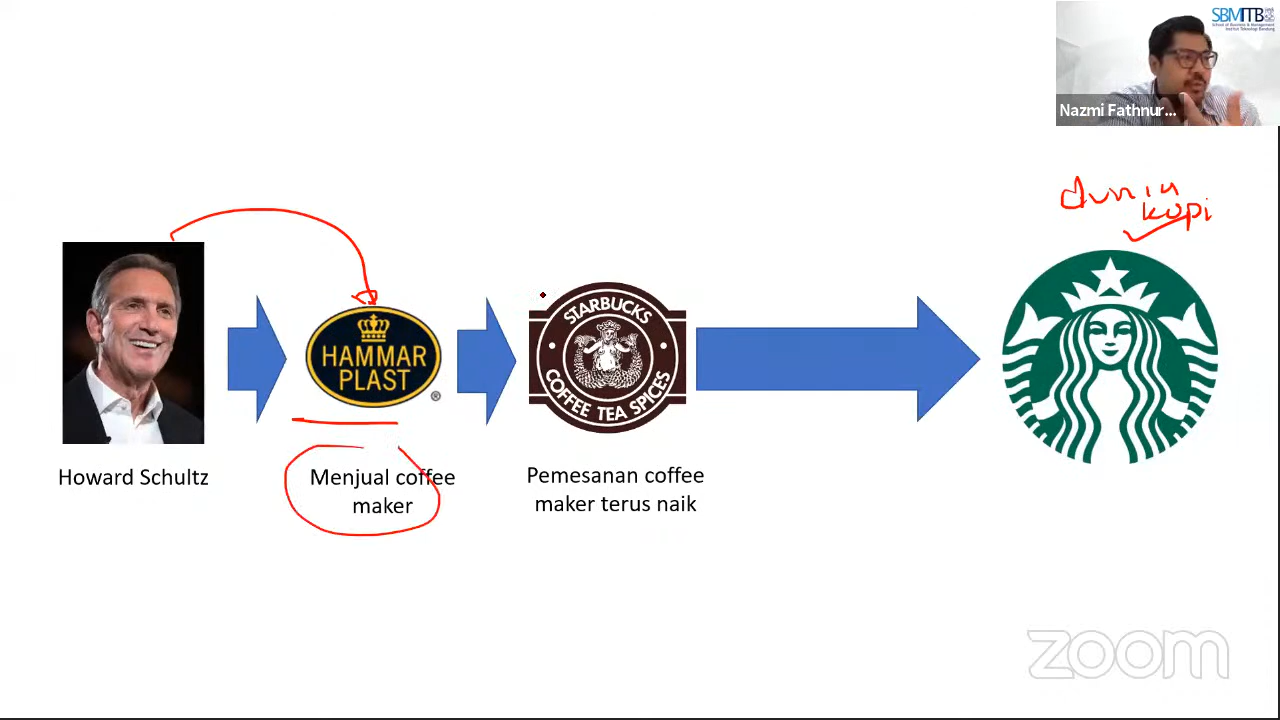 SBMITB
School of Business & Management
Institut Teknologi Bandung
Nazmi Fathnur...
dunia
kopi
HAMMAR
PLAST
®
STARBUCKS
COFFEE TEA SPICES
Howard Schultz
Menjual coffee
maker
Pemesanan coffee
maker terus naik
zoom